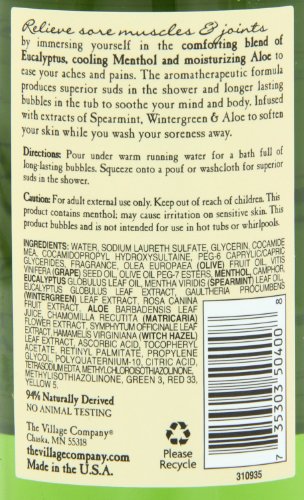 Relieve sore muscles & joints
by immersing yourself in the comforting blend of
Eucalyptus, cooling Menthol and moisturizing Aloe to
ease your aches and pains. The aromatherapeutic formula
produces superior suds in the shower and longer lasting
bubbles in the tub to soothe your mind and body. Infused
with extracts of Spearmint, Wintergreen & Aloe to soften
your skin while you wash your soreness away.
Directions: Pour under warm running water for a bath full of
long-lasting bubbles. Squeeze onto a pouf or washcloth for superior
suds in the shower.
Caution: For adult external use only. Keep out of reach of children. This
product contains menthol; may cause irritation on sensitive skin. This
product is not intended for use in hot tubs or whirlpools.
INGREDIENTS: WATER, SODIUM LAURETH SULFATE, GLYCERIN, COCAMIDE
MEA, COCAMIDOPROPYL HYDROXYSULTAINE, PEG-6 CAPRYLIC/CAPRIC
GLYCERIDES, FRAGRANCE, OLEA EUROPAEA (OLIVE) FRUIT OIL, VITIS
VINIFERA (GRAPE) SEED OIL, OLIVE OIL PEG-7 ESTERS, MENTHOL, CAMPHOR,
EUCALYPTUS GLOBULUS LEAF OIL, MENTHA VIRIDIS (SPEARMINT) LEAF OIL,
EUCALYPTUS GLOBULUS LEAF EXTRACT, GAULTHERIA PROCUMBENS
(WINTERGREEN) LEAF EXTRACT, ROSA CANINA
FRUIT EXTRACT, ALOE BARBADENSIS LEAF
JUICE, CHAMOMILLA RECUTITA (MATRICARIA)
FLOWER EXTRACT, SYMPHYTUM OFFICINALE LEAF
EXTRACT, HAMAMELIS VIRGINIANA (WITCH HAZEL)
LEAF EXTRACT, ASCORBIC ACID, TOCOPHERYL
ACETATE, RETINYL PALMITATE, PROPYLENE
GLYCOL, POLYQUATERNIUM-10, CITRIC ACID,
TETRASODIUM EDTA, METHYLCHLOROISOTHIAZOLINONE,
METHYLISOTHIAZOLINONE, GREEN 3, RED 33,
YELLOW 5.
94% Naturally Derived
NO ANIMAL TESTING
The Village Company®
Chaska, MN 55318
thevillagecompany.com
Made in the U.S.A.
Please
Recycle
7 35303 50400 8
310935